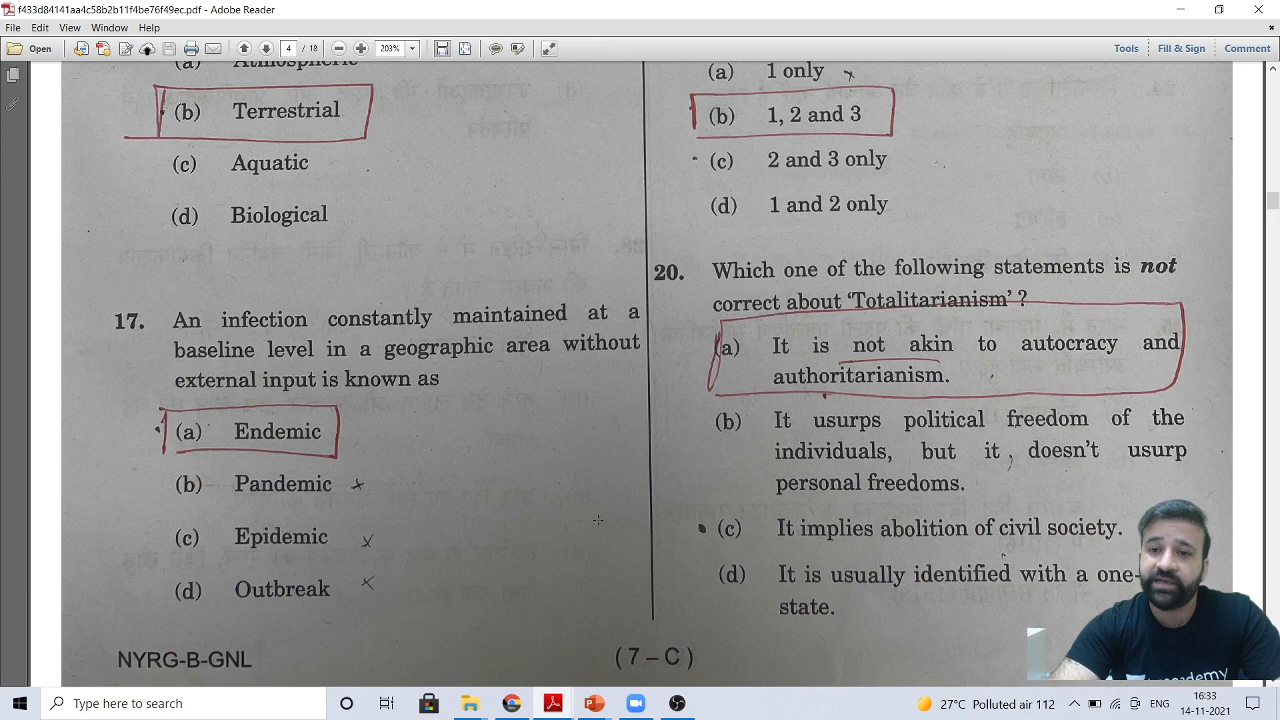 f433d84141aa4c58b2b11f4be76f49ec.pdf - Adobe Reader
File Edit View Window Help
Open 4 / 18 203% Tools Fill & Sign Comment
(a) Atmospheric
(b) Terrestrial
(c) Aquatic
(d) Biological
17. An infection constantly maintained at a
baseline level in a geographic area without
external input is known as
(a) Endemic
(b) Pandemic
(c) Epidemic
(d) Outbreak
NYRG-B-GNL
(a) 1 only
(b) 1, 2 and 3
(c) 2 and 3 only
(d) 1 and 2 only
20. Which one of the following statements is not
correct about ‘Totalitarianism’ ?
(a) It is not akin to autocracy and
authoritarianism.
(b) It usurps political freedom of the
individuals, but it doesn't usurp
personal freedoms.
(c) It implies abolition of civil society.
(d) It is usually identified with a one-
state.
( 7 – C )
Type here to search
27°C Polluted air 112 ENG
16:33
14-11-2021